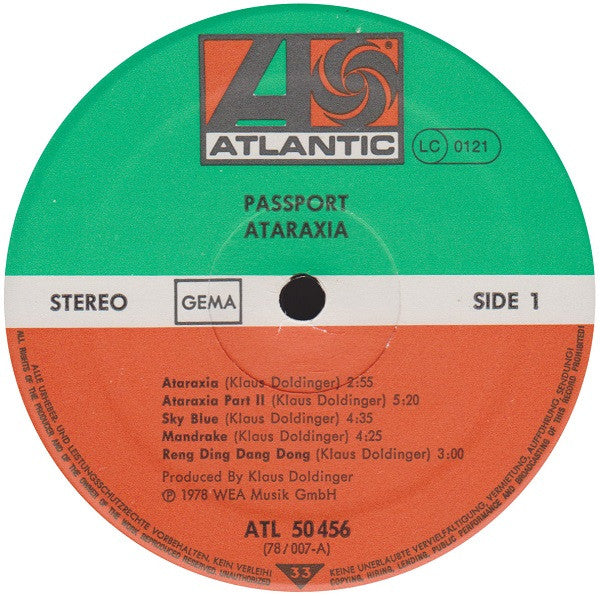 ATLANTIC
®
LC 0121
PASSPORT
ATARAXIA
STEREO GEMA SIDE 1
Ataraxia (Klaus Doldinger) 2:55
Ataraxia Part II (Klaus Doldinger) 5:20
Sky Blue (Klaus Doldinger) 4:35
Mandrake (Klaus Doldinger) 4:25
Reng Ding Dang Dong (Klaus Doldinger) 3:00
Produced By Klaus Doldinger
℗ 1978 WEA Musik GmbH
ATL 50 456
(78/007-A)
33
ALLE URHEBER- UND LEISTUNGSSCHUTZRECHTE VORBEHALTEN. KEIN VERLEIH!
KEINE UNERLAUBTE VERVIELFÄLTIGUNG, VERMIETUNG, AUFFÜHRUNG, SENDUNG!
ALL RIGHTS OF THE PRODUCER AND OF THE OWNER OF THE WORK REPRODUCED RESERVED. UNAUTHORIZED
COPYING, HIRING, LENDING, PUBLIC PERFORMANCE AND BROADCASTING OF THIS RECORD PROHIBITED!